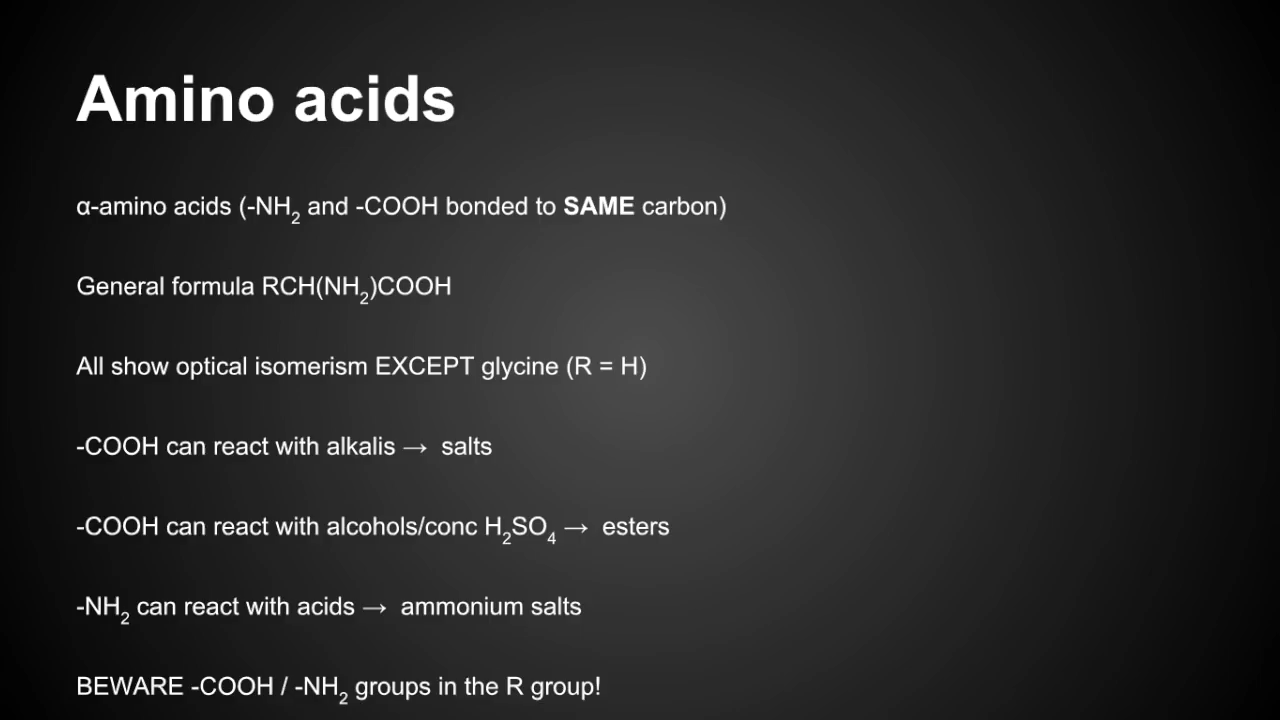 Amino acids
α-amino acids (-NH₂ and -COOH bonded to SAME carbon)
General formula RCH(NH₂)COOH
All show optical isomerism EXCEPT glycine (R = H)
-COOH can react with alkalis → salts
-COOH can react with alcohols/conc H₂SO₄ → esters
-NH₂ can react with acids → ammonium salts
BEWARE -COOH / -NH₂ groups in the R group!